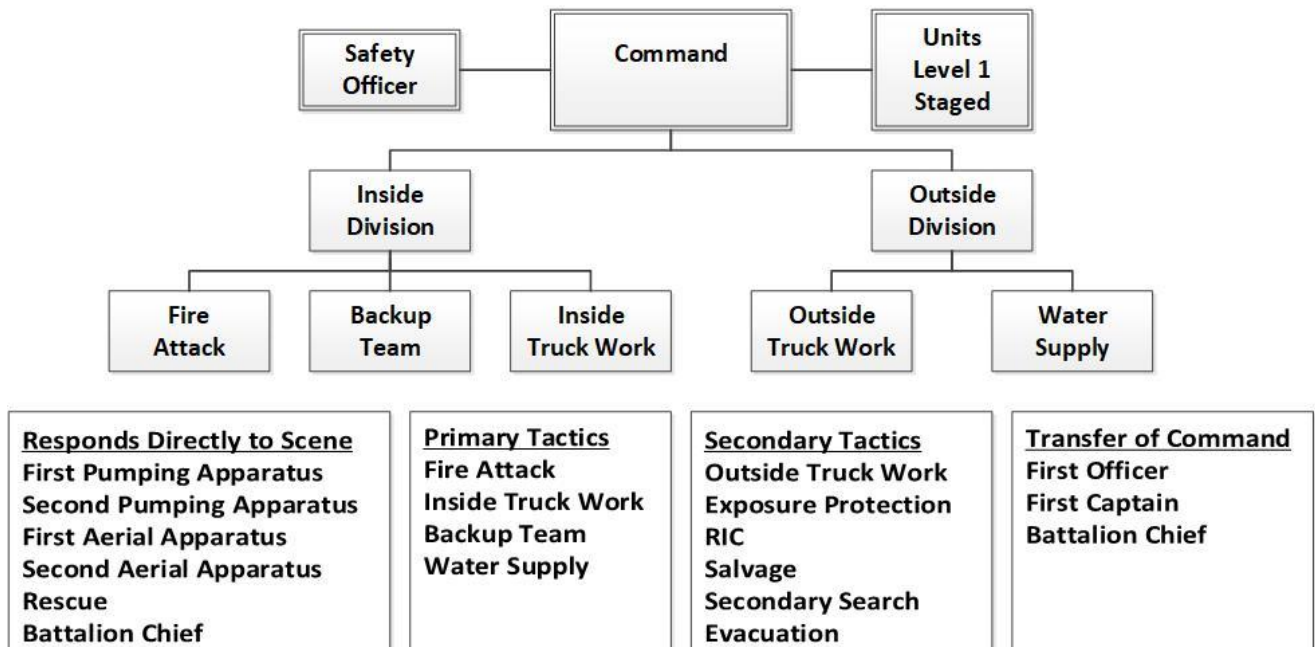 Safety
Officer
Command
Units
Level 1
Staged
Inside
Division
Outside
Division
Fire
Attack
Backup
Team
Inside
Truck Work
Outside
Truck Work
Water
Supply
Responds Directly to Scene
First Pumping Apparatus
Second Pumping Apparatus
First Aerial Apparatus
Second Aerial Apparatus
Rescue
Battalion Chief
Primary Tactics
Fire Attack
Inside Truck Work
Backup Team
Water Supply
Secondary Tactics
Outside Truck Work
Exposure Protection
RIC
Salvage
Secondary Search
Evacuation
Transfer of Command
First Officer
First Captain
Battalion Chief